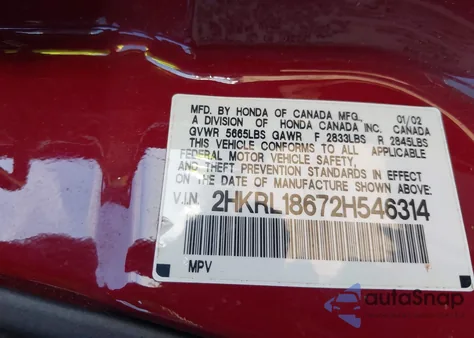 MFD. BY HONDA OF CANADA MFG., 01/02
A DIVISION OF HONDA CANADA INC. CANADA
GVWR 5665LBS GAWR F 2833LBS R 2845LBS
THIS VEHICLE CONFORMS TO ALL APPLICABLE
FEDERAL MOTOR VEHICLE SAFETY,
AND THEFT PREVENTION STANDARDS IN EFFECT
ON THE DATE OF MANUFACTURE SHOWN ABOVE:
V.I.N. 2HKRL18672H546314
MPV
autoSnap